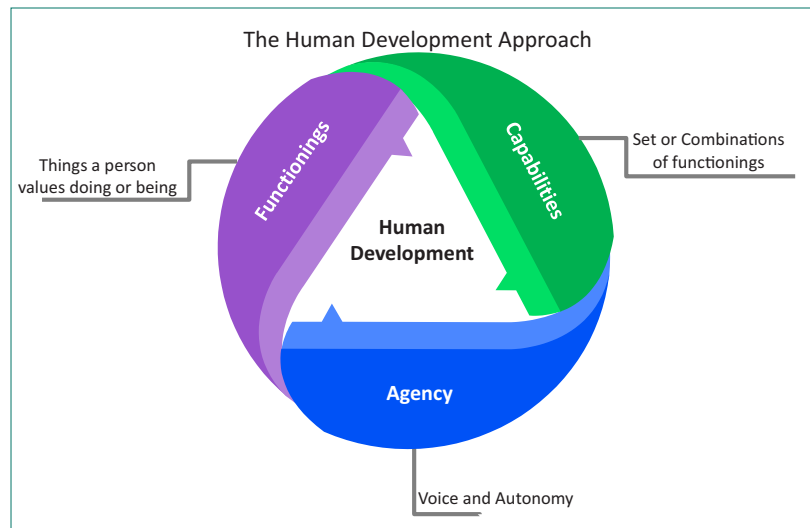 The Human Development Approach
Functionings
Capabilities
Things a person
values doing or being
Set or Combinations
of functionings
Human
Development
Agency
Voice and Autonomy